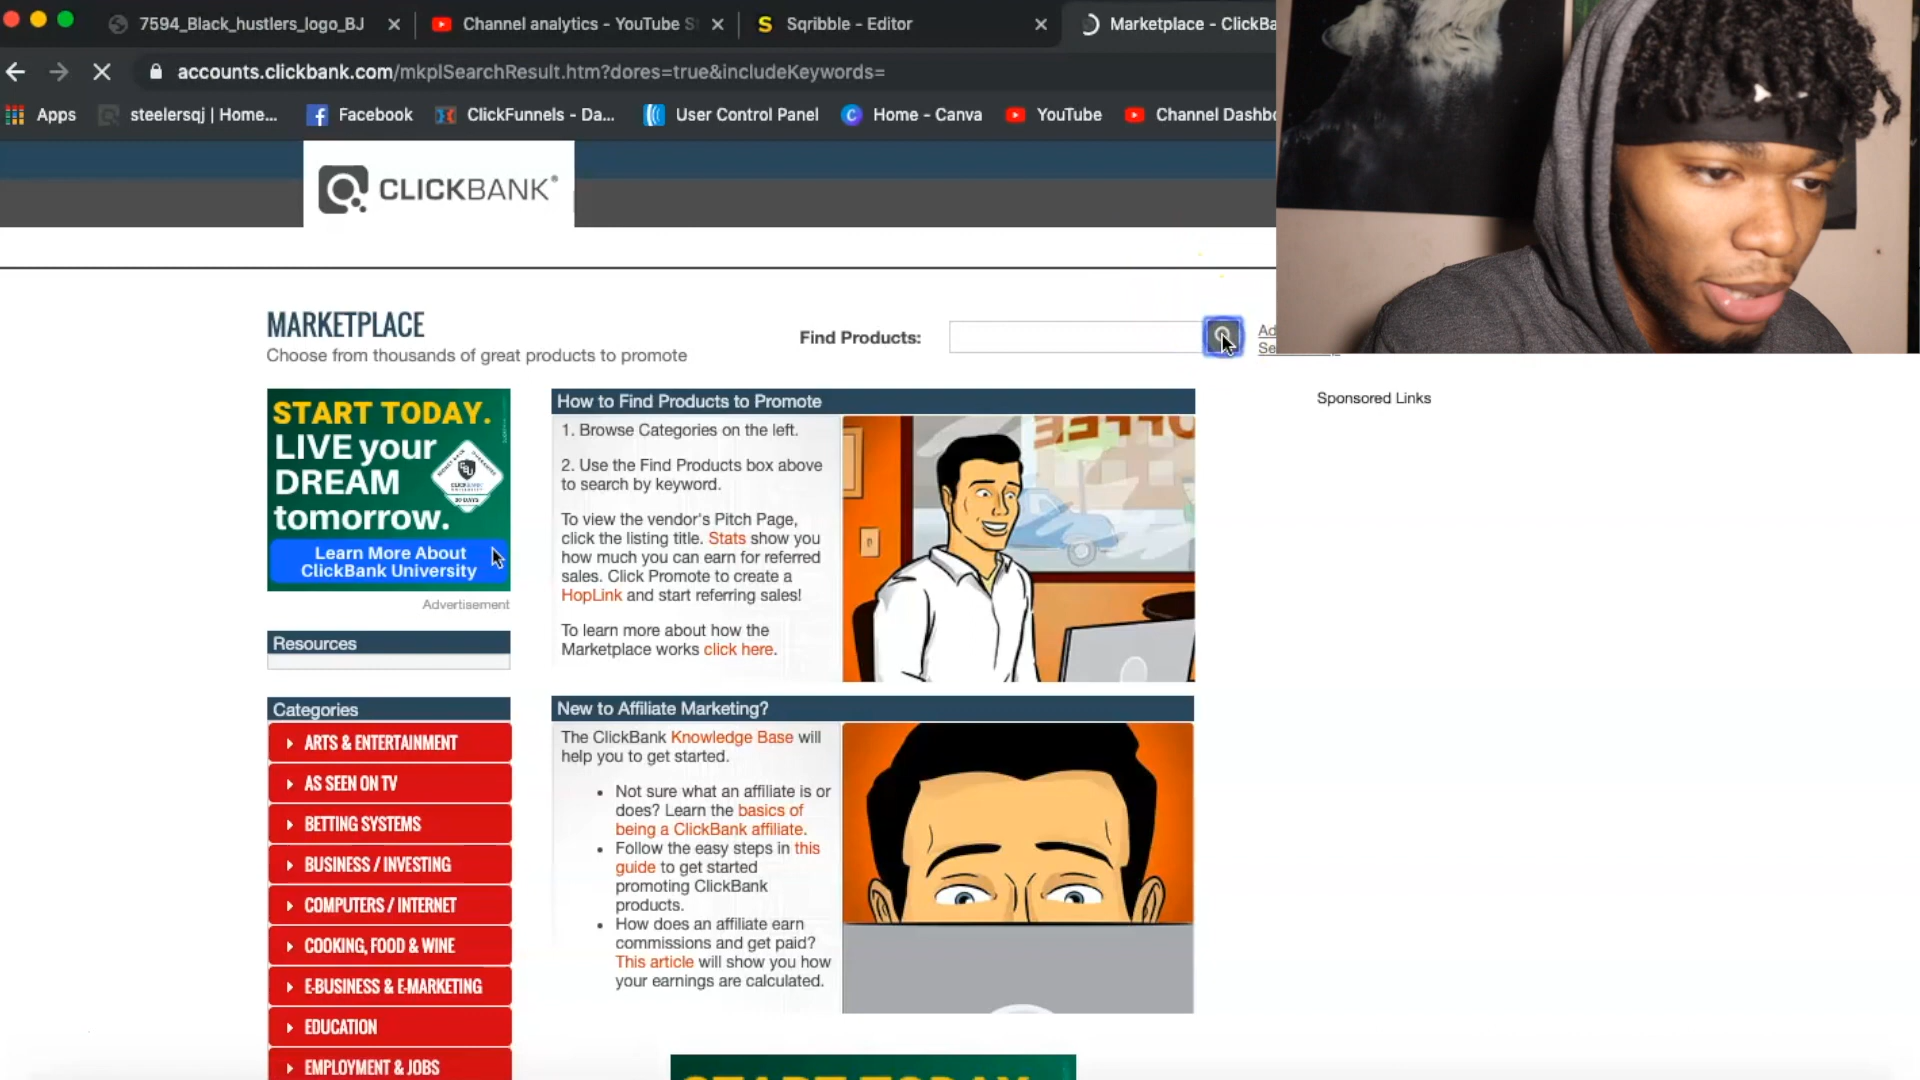 7594_Black_hustlers_logo_BJ
Channel analytics - YouTube S
Sqribble - Editor
Marketplace - ClickBa
accounts.clickbank.com/mkplSearchResult.htm?dores=true&includeKeywords=
Apps
steelersqj | Home...
Facebook
ClickFunnels - Da...
User Control Panel
Home - Canva
YouTube
Channel Dashbo
CLICKBANK®
MARKETPLACE
Choose from thousands of great products to promote
Find Products:
Ad
Se
START TODAY.
LIVE your
DREAM
tomorrow.
Learn More About
ClickBank University
Advertisement
Resources
Categories
ARTS & ENTERTAINMENT
AS SEEN ON TV
BETTING SYSTEMS
BUSINESS / INVESTING
COMPUTERS / INTERNET
COOKING, FOOD & WINE
E-BUSINESS & E-MARKETING
EDUCATION
EMPLOYMENT & JOBS
How to Find Products to Promote
1. Browse Categories on the left.
2. Use the Find Products box above
to search by keyword.
To view the vendor's Pitch Page,
click the listing title. Stats show you
how much you can earn for referred
sales. Click Promote to create a
HopLink and start referring sales!
To learn more about how the
Marketplace works click here.
New to Affiliate Marketing?
The ClickBank Knowledge Base will
help you to get started.
• Not sure what an affiliate is or
does? Learn the basics of
being a ClickBank affiliate.
• Follow the easy steps in this
guide to get started
promoting ClickBank
products.
• How does an affiliate earn
commissions and get paid?
This article will show you how
your earnings are calculated.
Sponsored Links